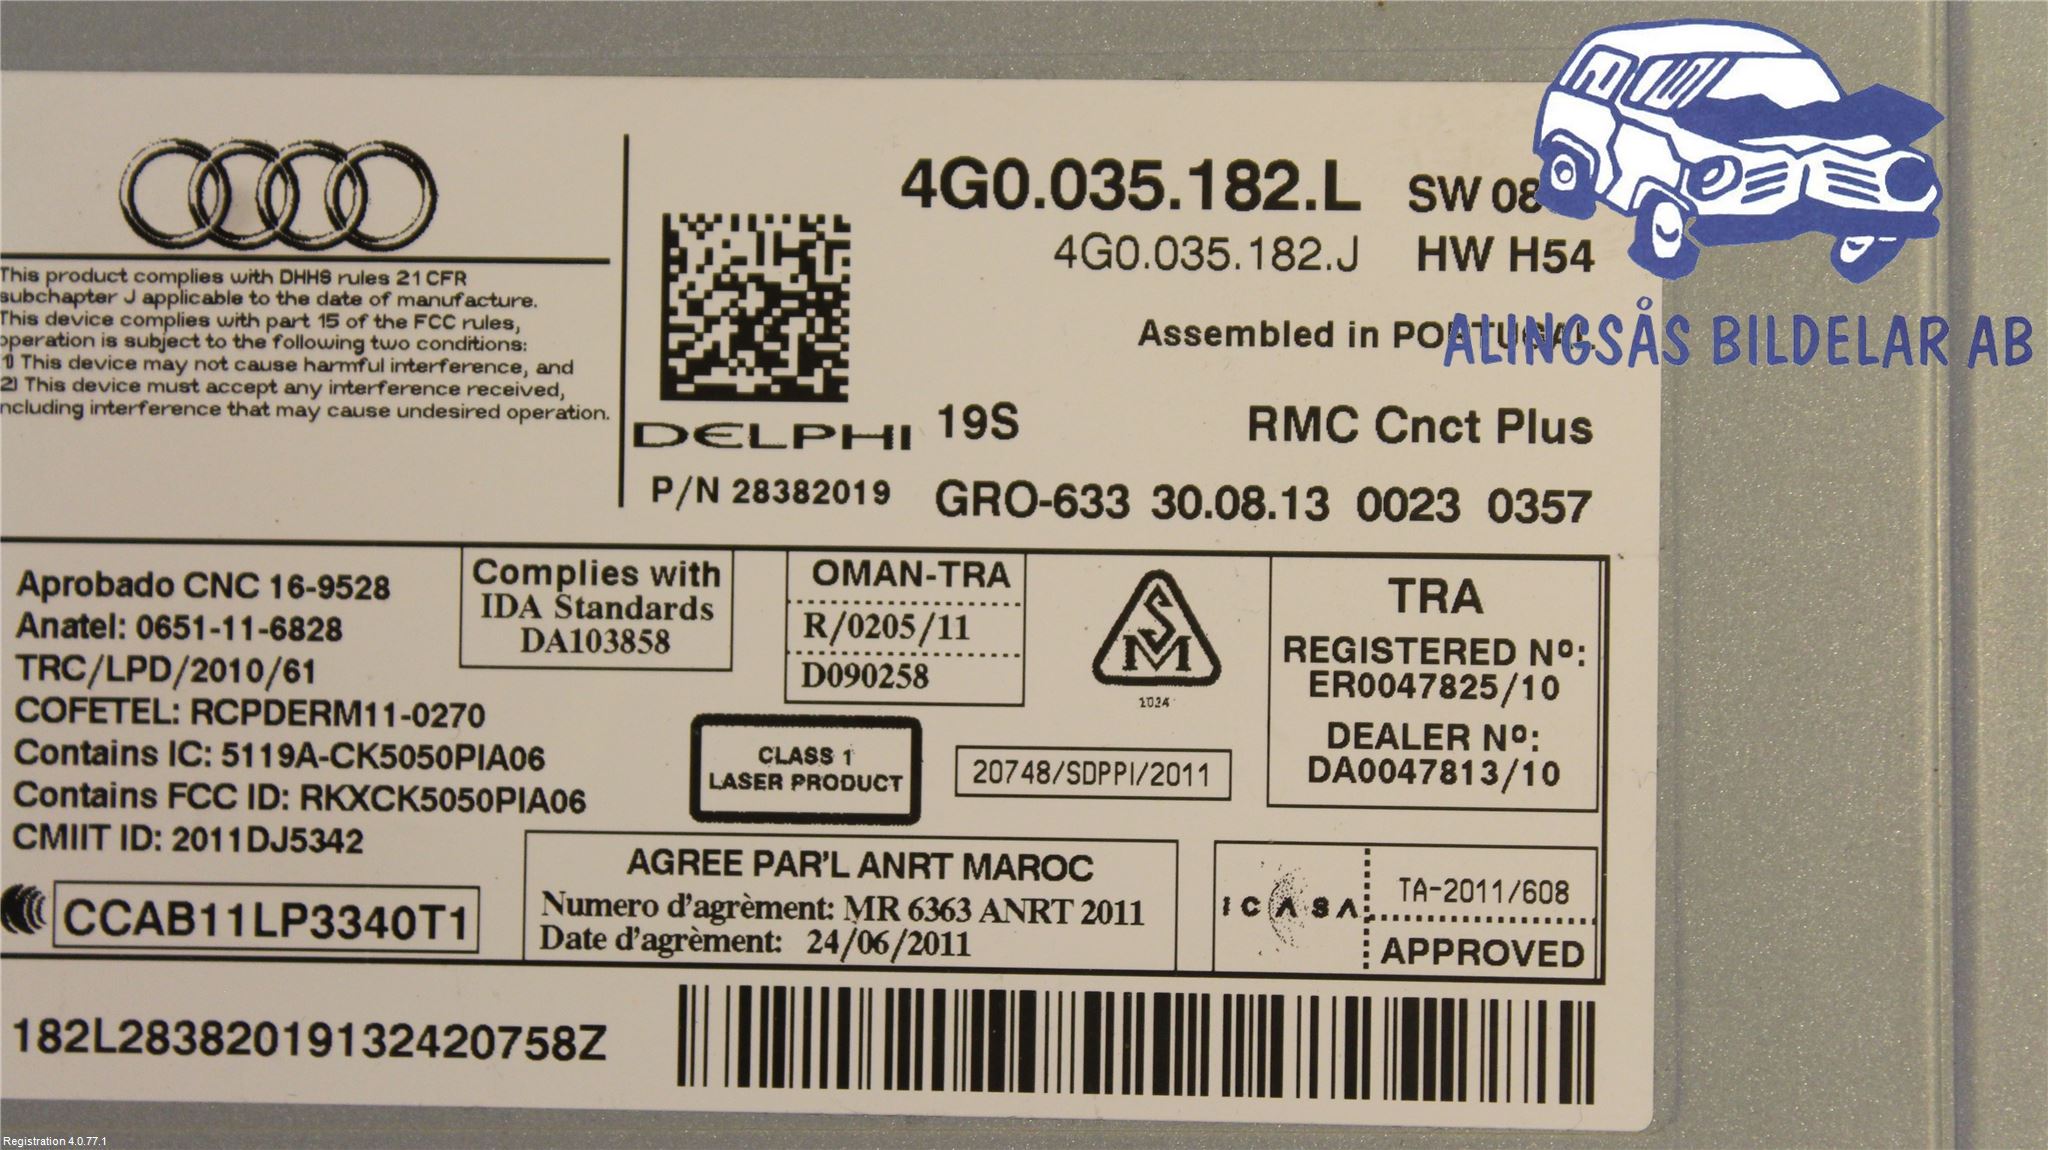 4G0.035.182.L SW 08
4G0.035.182.J HW H54
Assembled in PORTUGAL
ALINGSÅS BILDELAR AB
This product complies with DHHS rules 21 CFR
subchapter J applicable to the date of manufacture.
This device complies with part 15 of the FCC rules,
operation is subject to the following two conditions:
1) This device may not cause harmful interference, and
2) This device must accept any interference received,
ncluding interference that may cause undesired operation.
DELPHI 19S RMC Cnct Plus
P/N 28382019 GRO-633 30.08.13 0023 0357
Aprobado CNC 16-9528
Anatel: 0651-11-6828
TRC/LPD/2010/61
COFETEL: RCPDERM11-0270
Contains IC: 5119A-CK5050PIA06
Contains FCC ID: RKXCK5050PIA06
CMIIT ID: 2011DJ5342
CCAB11LP3340T1
Complies with
IDA Standards
DA103858
OMAN-TRA
R/0205/11
D090258
SM
1024
TRA
REGISTERED Nº:
ER0047825/10
DEALER Nº:
DA0047813/10
CLASS 1
LASER PRODUCT
20748/SDPPI/2011
AGREE PAR'L ANRT MAROC
Numero d'agrèment: MR 6363 ANRT 2011
Date d'agrèment: 24/06/2011
ICASA
TA-2011/608
APPROVED
182L28382019132420758Z
Registration 4.0.77.1